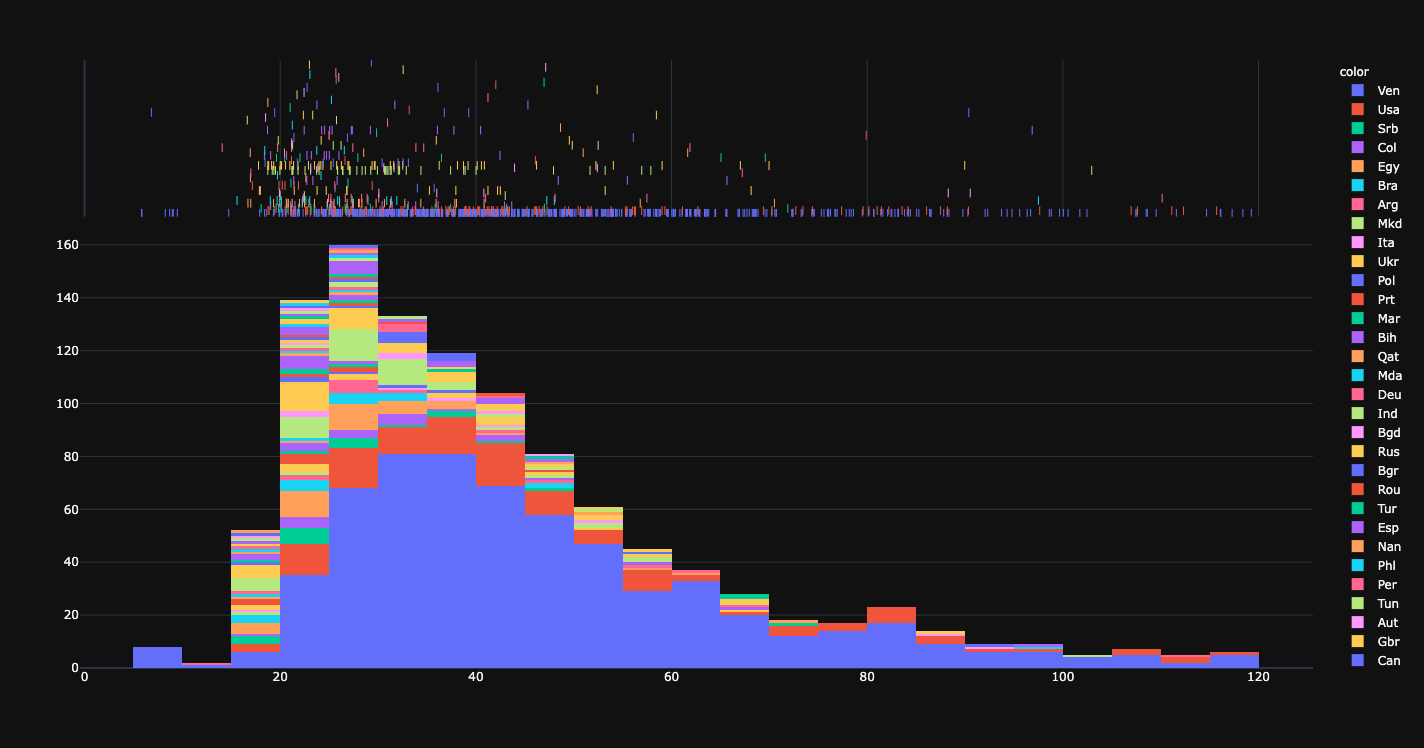 color
Ven
Usa
Srb
Col
Egy
Bra
Arg
Mkd
Ita
Ukr
Pol
Prt
Mar
Bih
Qat
Mda
Deu
Ind
Bgd
Rus
Bgr
Rou
Tur
Esp
Nan
Phl
Per
Tun
Aut
Gbr
Can
160
140
120
100
80
60
40
20
0
0 20 40 60 80 100 120